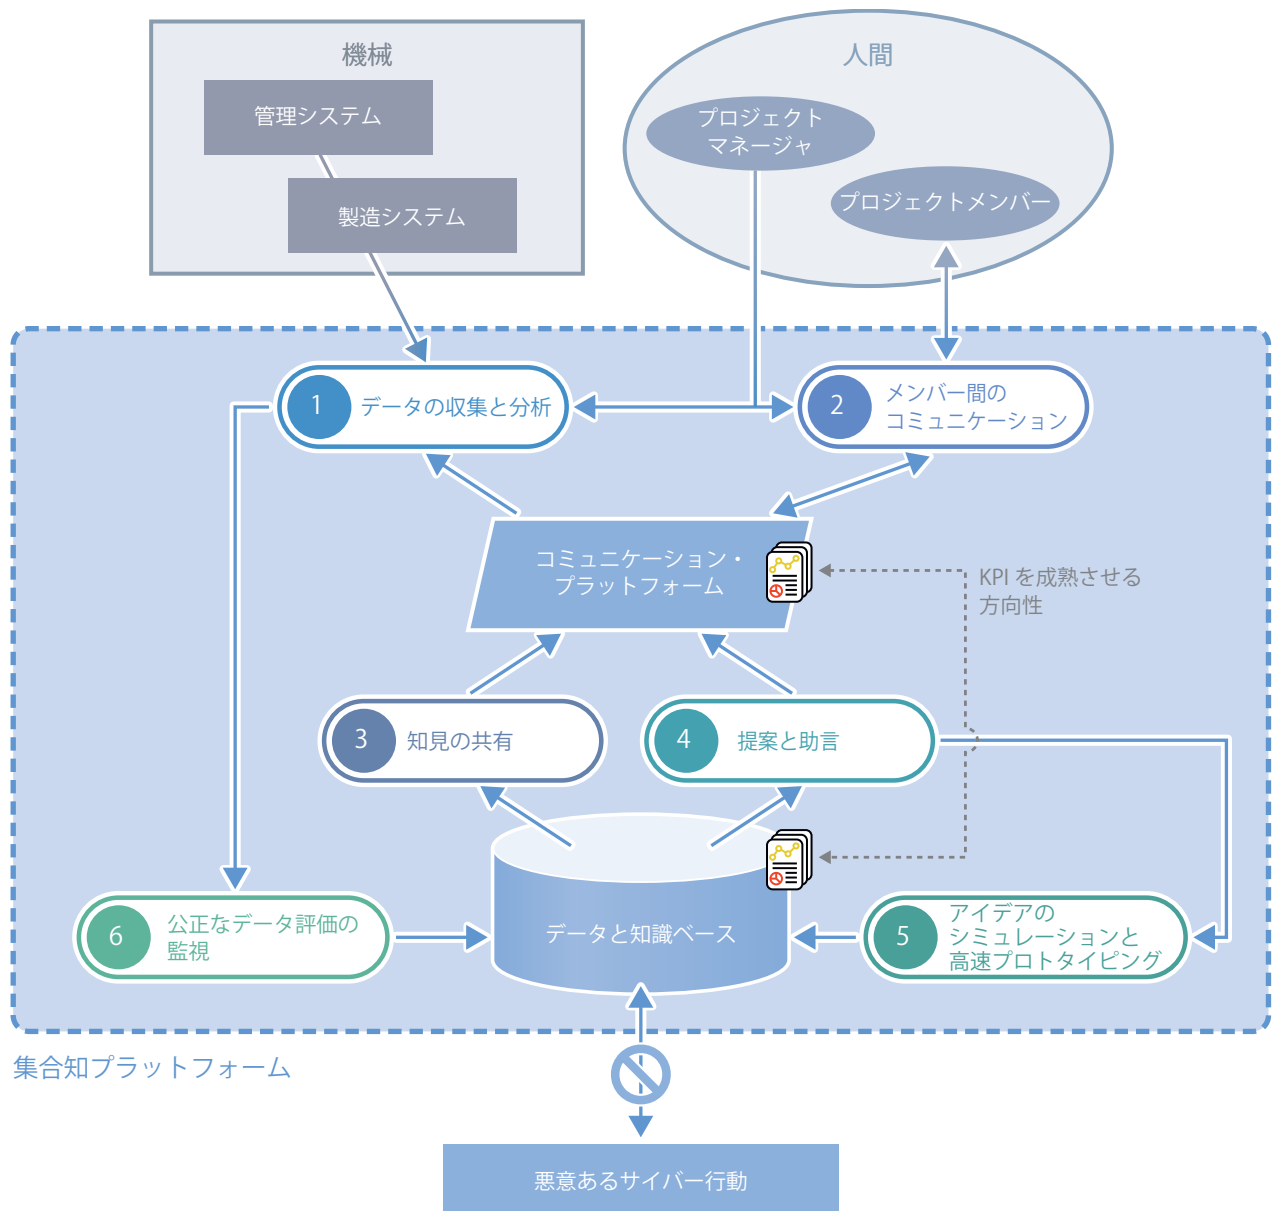 機械
管理システム
製造システム
人間
プロジェクト
マネージャ
プロジェクトメンバー
1
データの収集と分析
2
メンバー間の
コミュニケーション
コミュニケーション・
プラットフォーム
KPI を成熟させる
方向性
3
知見の共有
4
提案と助言
6
公正なデータ評価の
監視
データと知識ベース
5
アイデアの
シミュレーションと
高速プロトタイピング
集合知プラットフォーム
悪意あるサイバー行動